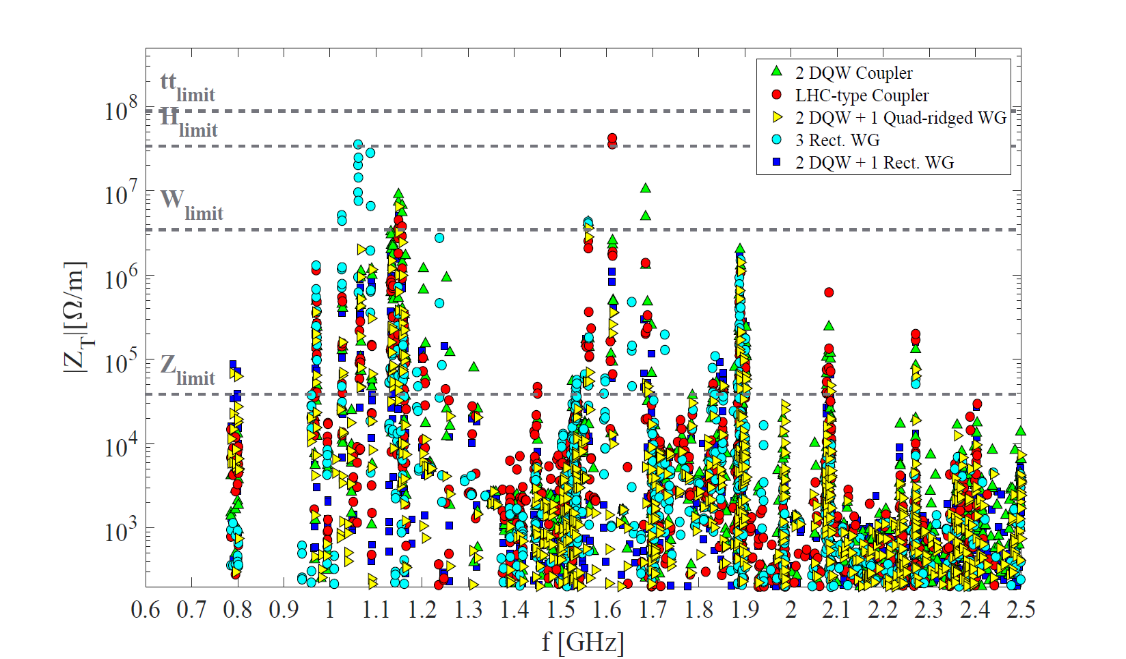 tt_limit
10^8
H_limit
10^7
W_limit
10^6
10^5
Z_limit
10^4
10^3
|Z_T|[Ω/m]
2 DQW Coupler
LHC-type Coupler
2 DQW + 1 Quad-ridged WG
3 Rect. WG
2 DQW + 1 Rect. WG
0.6 0.7 0.8 0.9 1 1.1 1.2 1.3 1.4 1.5 1.6 1.7 1.8 1.9 2 2.1 2.2 2.3 2.4 2.5
f [GHz]